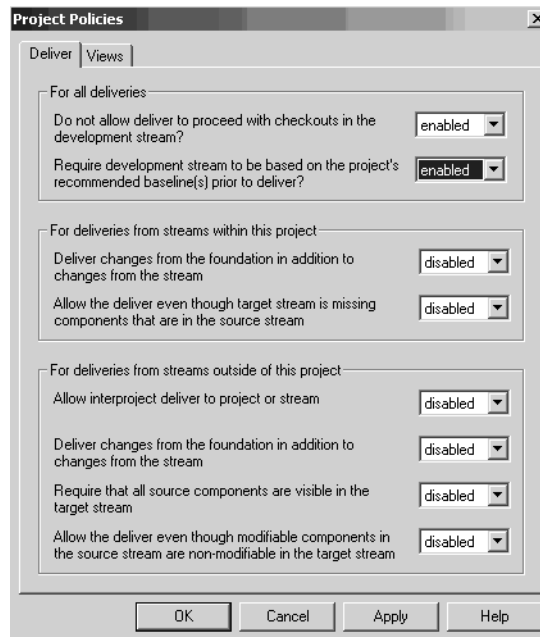 Project Policies
Deliver Views
For all deliveries
Do not allow deliver to proceed with checkouts in the enabled
development stream?
Require development stream to be based on the project's enabled
recommended baseline(s) prior to deliver?
For deliveries from streams within this project
Deliver changes from the foundation in addition to disabled
changes from the stream
Allow the deliver even though target stream is missing disabled
components that are in the source stream
For deliveries from streams outside of this project
Allow interproject deliver to project or stream disabled
Deliver changes from the foundation in addition to disabled
changes from the stream
Require that all source components are visible in the disabled
target stream
Allow the deliver even though modifiable components in disabled
the source stream are non-modifiable in the target stream
OK Cancel Apply Help